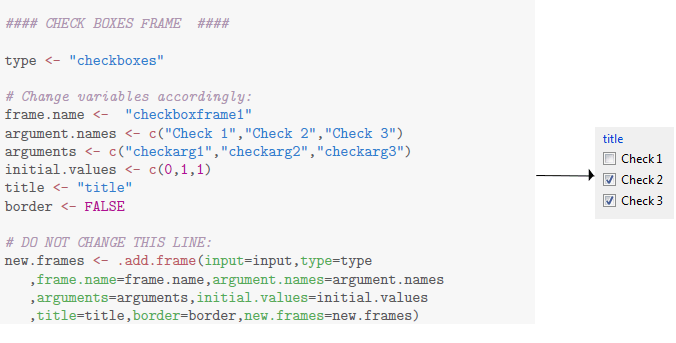 #### CHECK BOXES FRAME ####
type <- "checkboxes"
# Change variables accordingly:
frame.name <- "checkboxframe1"
argument.names <- c("Check 1","Check 2","Check 3")
arguments <- c("checkarg1","checkarg2","checkarg3")
initial.values <- c(0,1,1)
title <- "title"
border <- FALSE
# DO NOT CHANGE THIS LINE:
new.frames <- .add.frame(input=input,type=type
,frame.name=frame.name,argument.names=argument.names
,arguments=arguments,initial.values=initial.values
,title=title,border=border,new.frames=new.frames)
title
Check 1
Check 2
Check 3